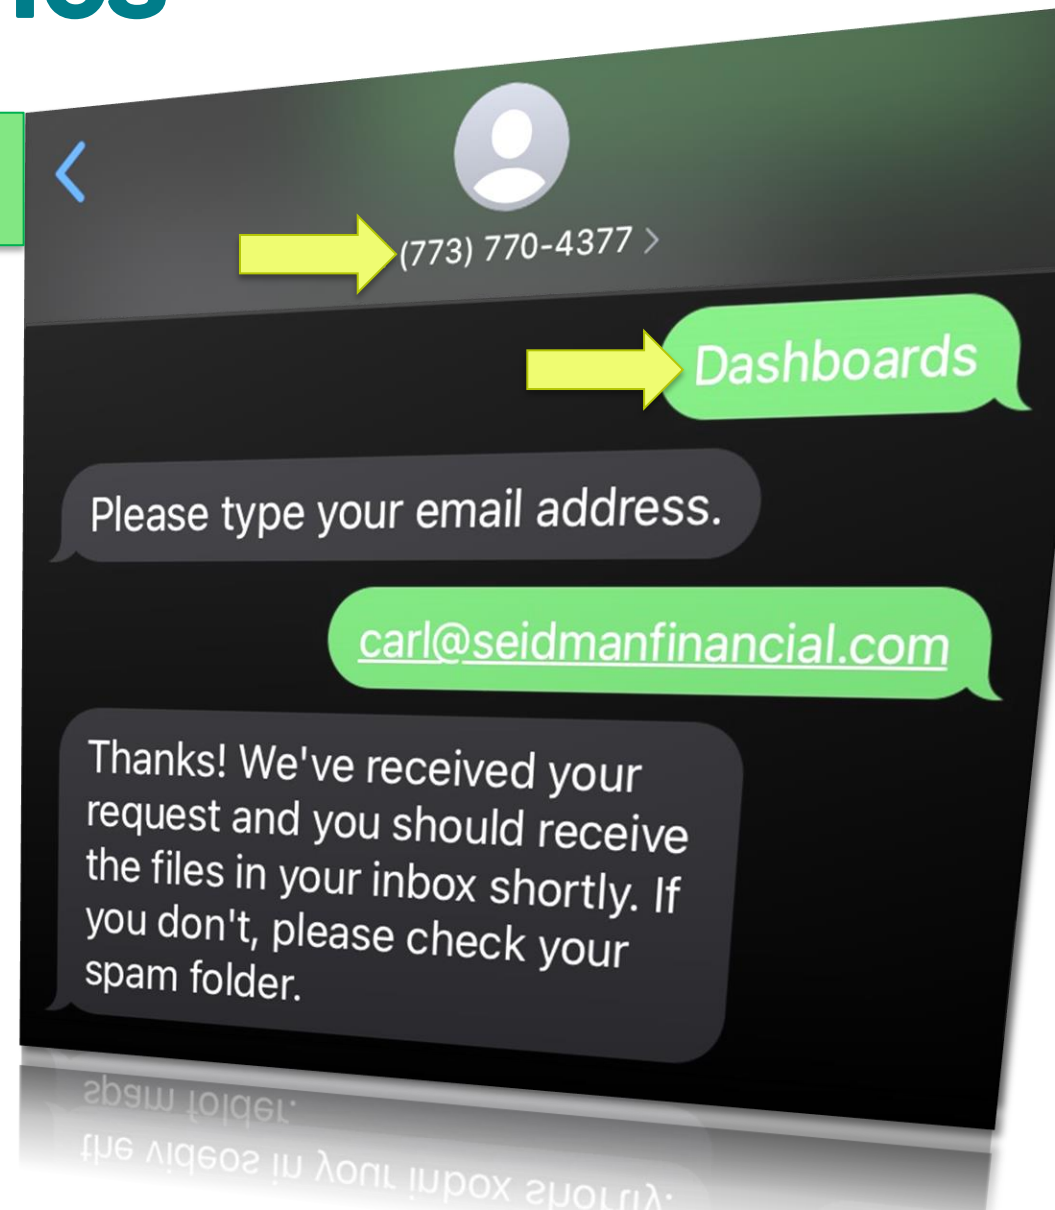 (773) 770-4377 >
Dashboards
Please type your email address.
carl@seidmanfinancial.com
Thanks! We've received your
request and you should receive
the files in your inbox shortly. If
you don't, please check your
spam folder.
spam folder.
the videos in your inbox shortly.